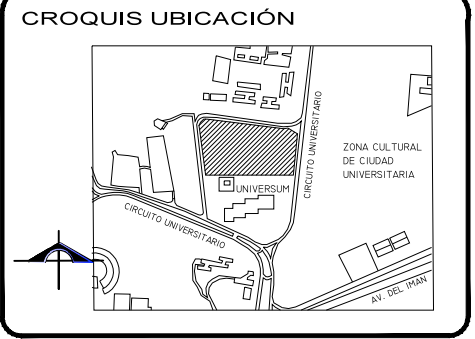 CROQUIS UBICACIÓN
CIRCUITO UNIVERSITARIO
ZONA CULTURAL
DE CIUDAD
UNIVERSITARIA
UNIVERSUM
CIRCUITO UNIVERSITARIO
AV. DEL IMAN